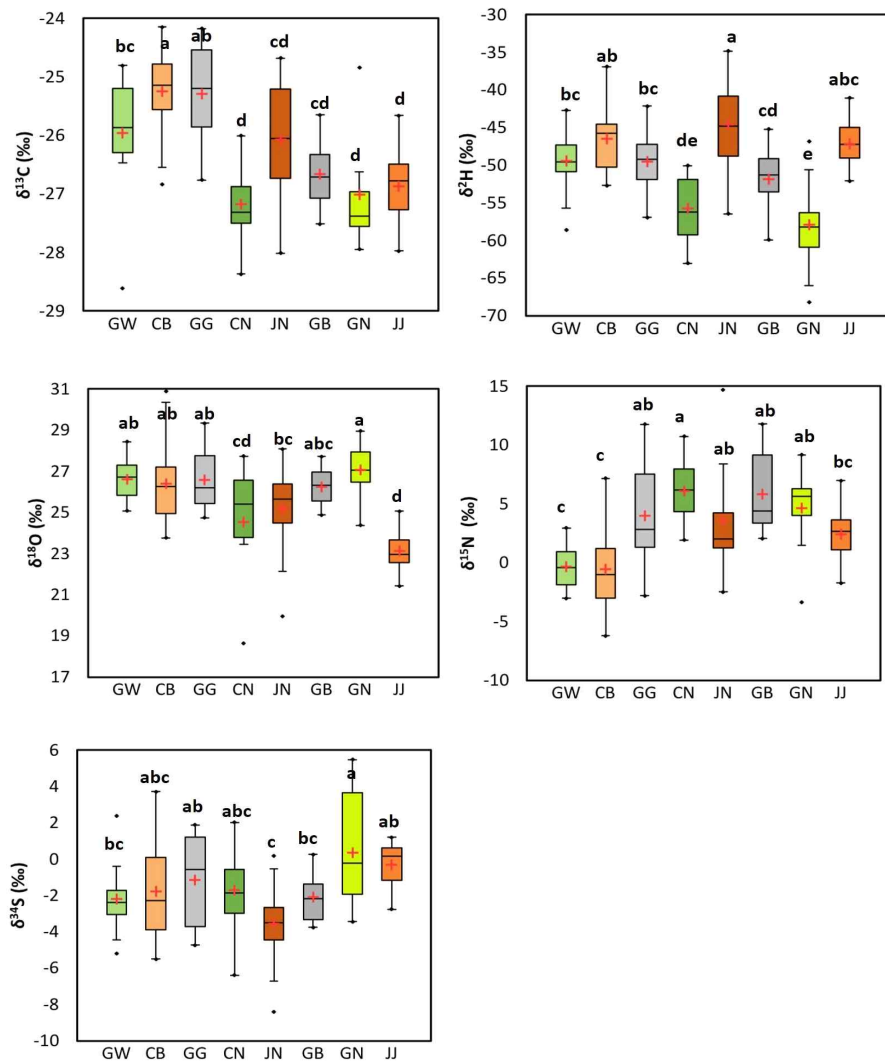 -24
-25
-26
-27
-28
-29
δ¹³C (‰)
bc
a
ab
d
cd
cd
d
d
GW CB GG CN JN GB GN JJ
-30
-35
-40
-45
-50
-55
-60
-65
-70
δ²H (‰)
bc
ab
bc
de
a
cd
e
abc
GW CB GG CN JN GB GN JJ
31
29
27
25
23
21
19
17
δ¹⁸O (‰)
ab
ab
ab
cd
bc
abc
a
d
GW CB GG CN JN GB GN JJ
15
10
5
0
-5
-10
δ¹⁵N (‰)
c
c
ab
a
ab
ab
ab
bc
GW CB GG CN JN GB GN JJ
6
4
2
0
-2
-4
-6
-8
-10
δ³⁴S (‰)
bc
abc
ab
abc
c
bc
a
ab
GW CB GG CN JN GB GN JJ